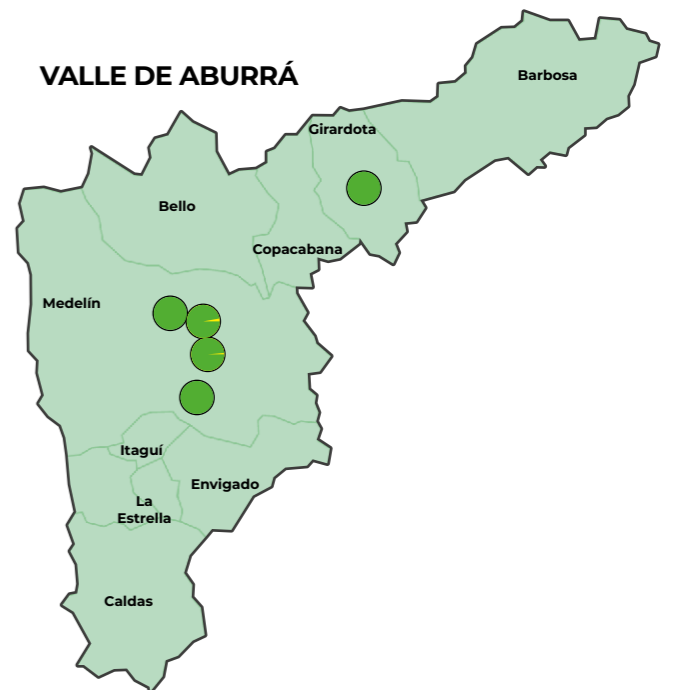 VALLE DE ABURRÁ
Barbosa
Girardota
Bello
Copacabana
Medelín
Itaguí
Envigado
La
Estrella
Caldas